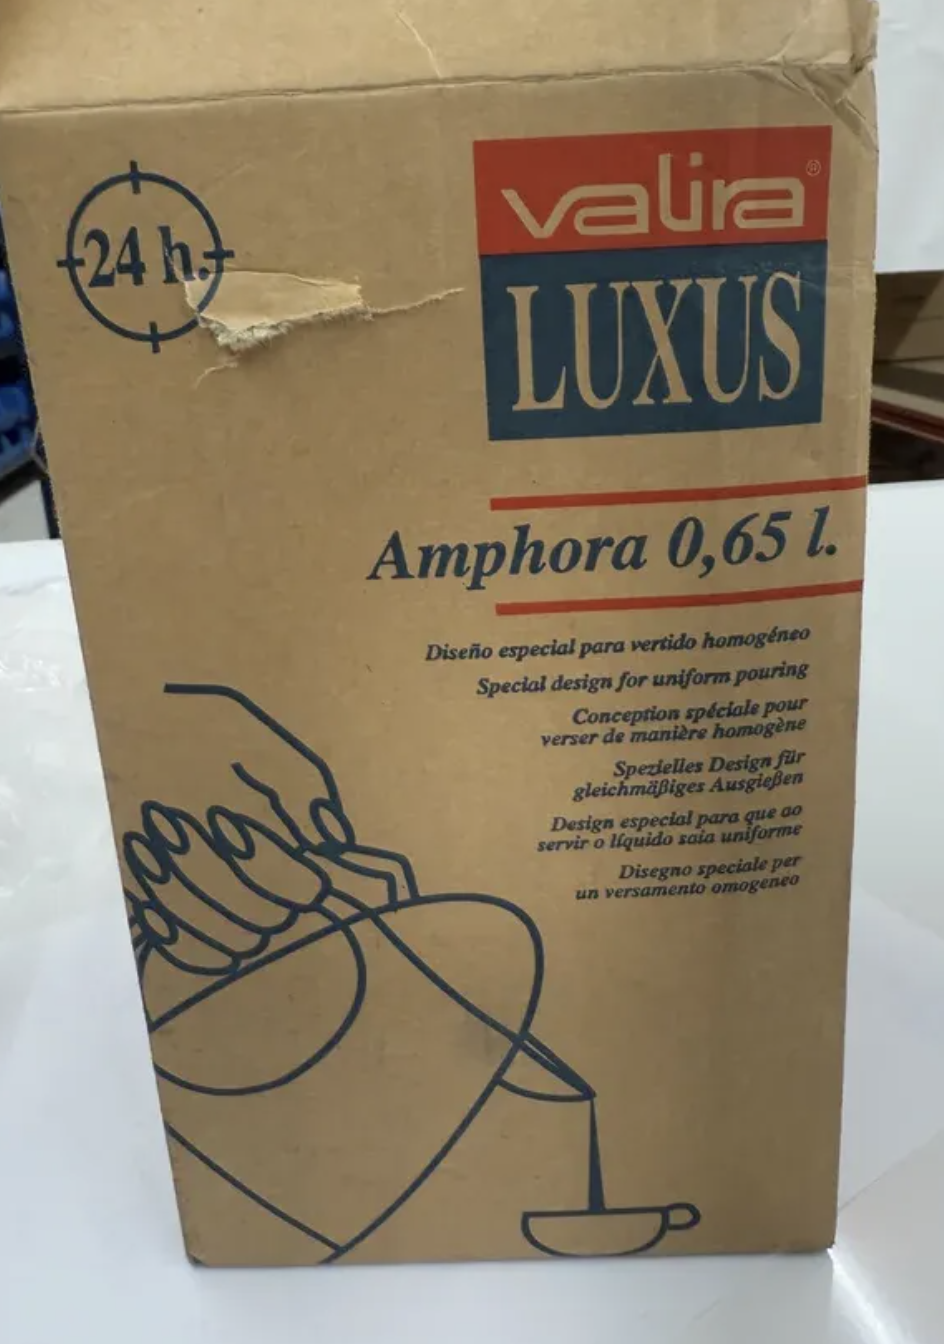 24 h.
valira®
LUXUS
Amphora 0,65 l.
Diseño especial para vertido homogéneo
Special design for uniform pouring
Conception spéciale pour
verser de manière homogène
Spezielles Design für
gleichmäßiges Ausgießen
Design especial para que ao
servir o líquido saia uniforme
Disegno speciale per
un versamento omogeneo